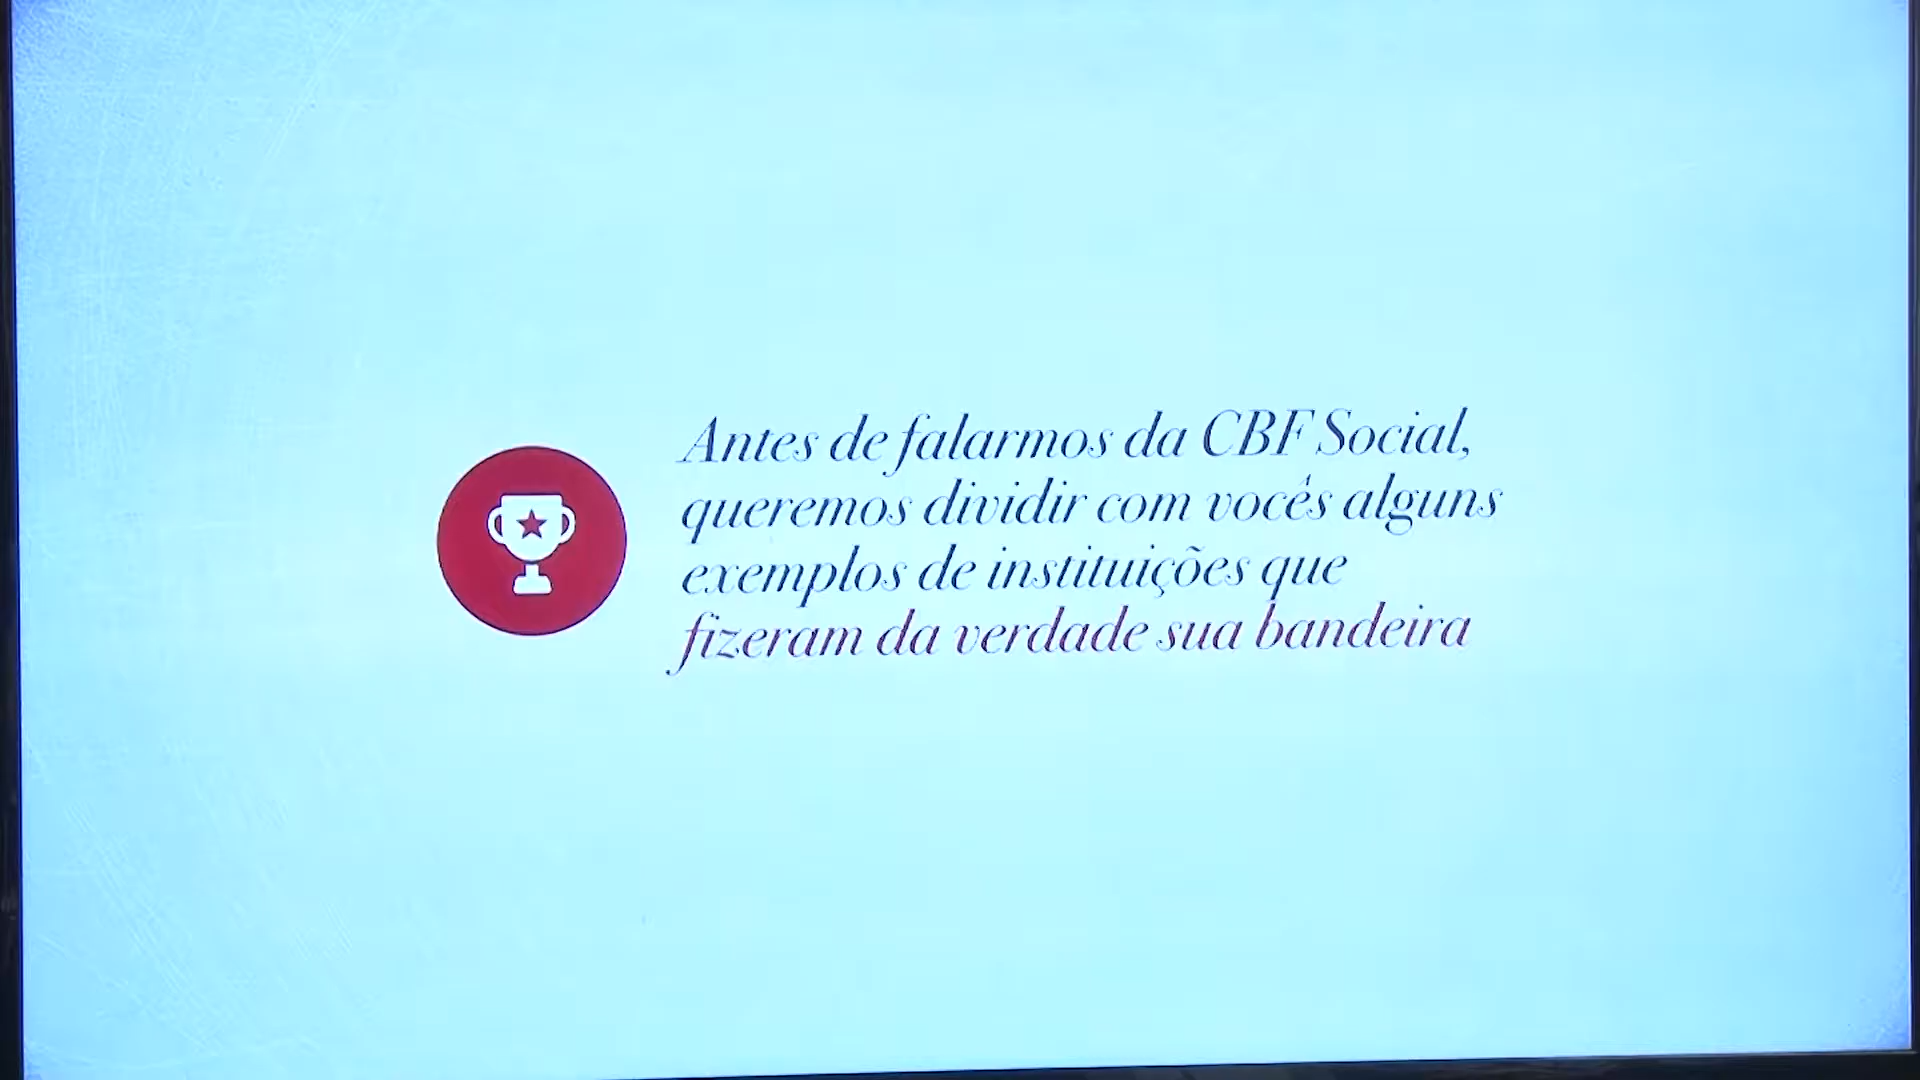 Antes de falarmos da CBF Social,
queremos dividir com vocês alguns
exemplos de instituições que
fizeram da verdade sua bandeira